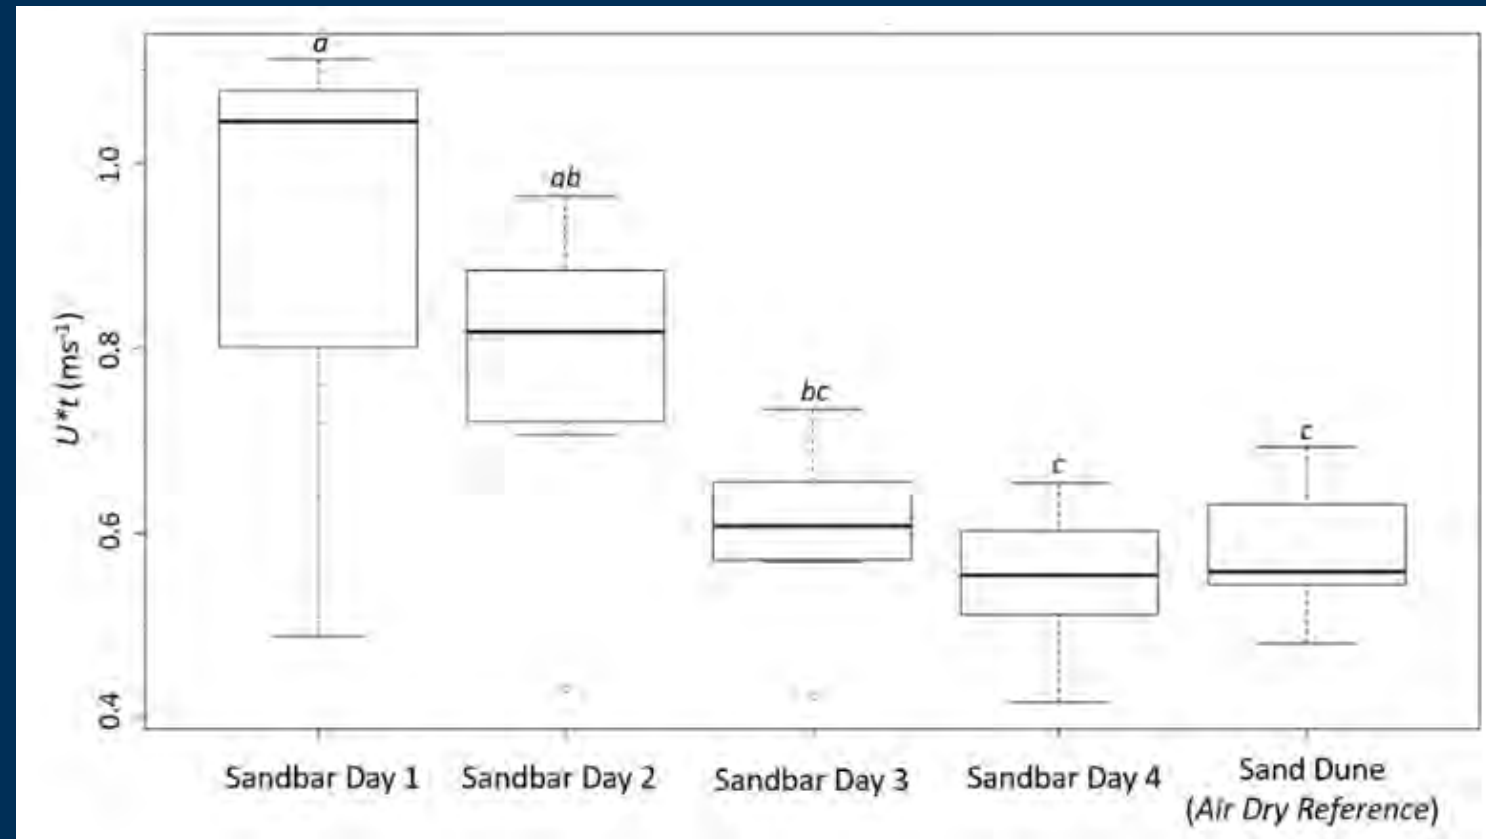 a
ab
bc
c
c
U*t (ms-1)
1.0
0.8
0.6
0.4
Sandbar Day 1
Sandbar Day 2
Sandbar Day 3
Sandbar Day 4
Sand Dune
(Air Dry Reference)